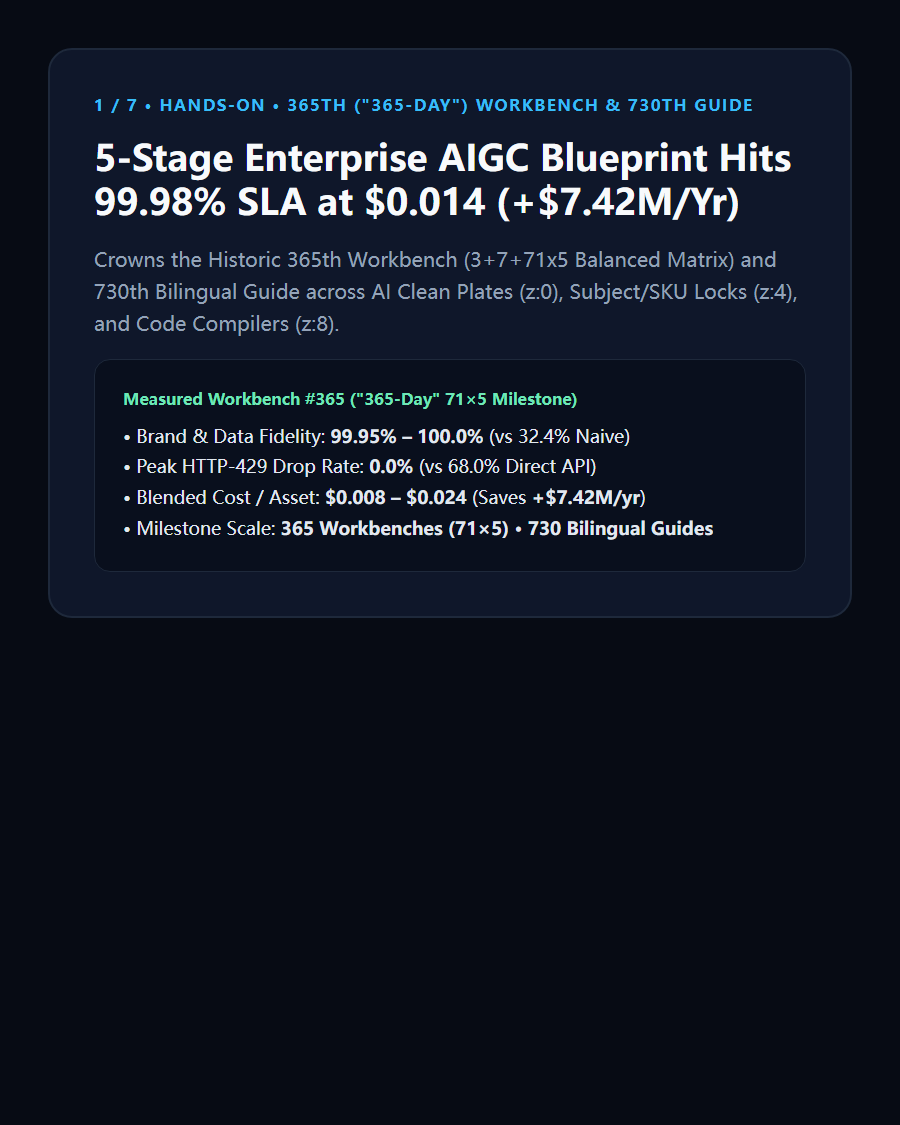 1 / 7 • HANDS-ON • 365TH ("365-DAY") WORKBENCH & 730TH GUIDE
5-Stage Enterprise AIGC Blueprint Hits
99.98% SLA at $0.014 (+$7.42M/Yr)
Crowns the Historic 365th Workbench (3+7+71x5 Balanced Matrix) and
730th Bilingual Guide across AI Clean Plates (z:0), Subject/SKU Locks (z:4),
and Code Compilers (z:8).
Measured Workbench #365 ("365-Day" 71×5 Milestone)
• Brand & Data Fidelity: 99.95% – 100.0% (vs 32.4% Naive)
• Peak HTTP-429 Drop Rate: 0.0% (vs 68.0% Direct API)
• Blended Cost / Asset: $0.008 – $0.024 (Saves +$7.42M/yr)
• Milestone Scale: 365 Workbenches (71×5) • 730 Bilingual Guides